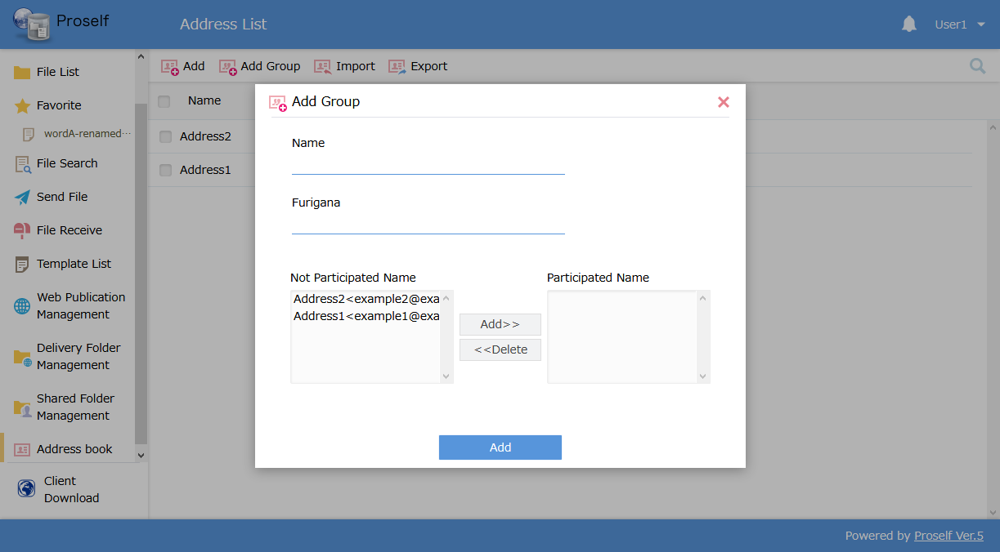 Proself
Address List
User1
File List
Favorite
wordA-renamed···
File Search
Send File
File Receive
Template List
Web Publication
Management
Delivery Folder
Management
Shared Folder
Management
Address book
Client
Download
Add
Add Group
Import
Export
Name
Address2
Address1
Add Group
Name
Furigana
Not Participated Name
Address2<example2@exa
Address1<example1@exa
Add>>
<<Delete
Participated Name
Add
Powered by Proself Ver.5